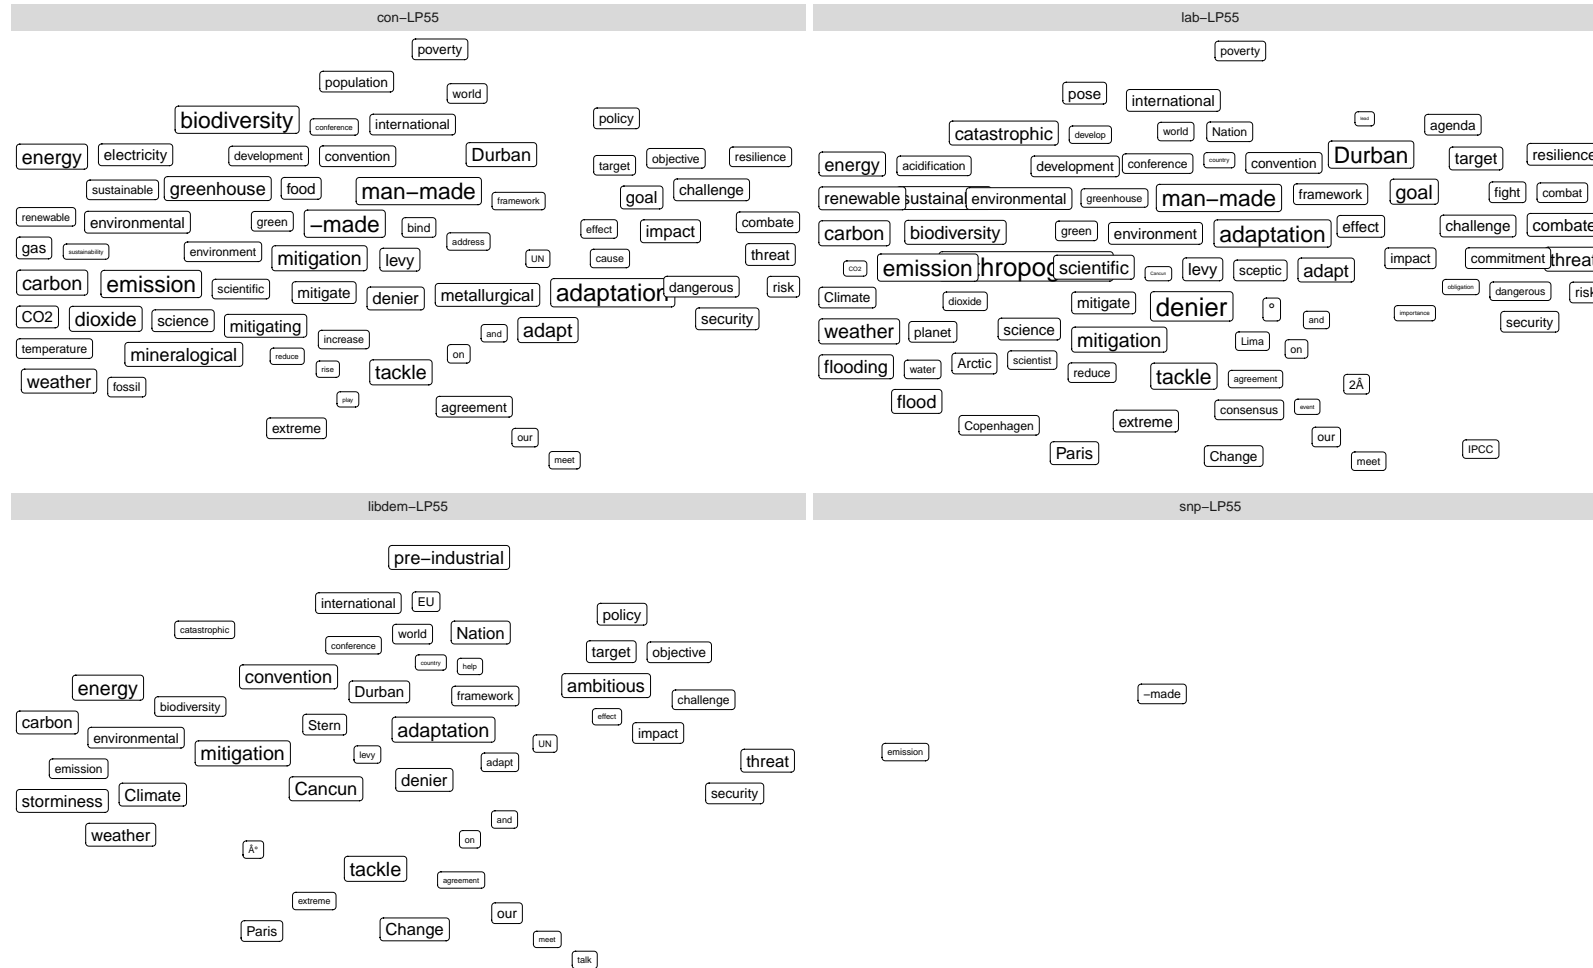 con−LP55
poverty
population
world
biodiversity
conference
international
policy
energy
electricity
development
convention
Durban
target
objective
resilience
sustainable
greenhouse
food
man−made
framework
goal
challenge
renewable
environmental
green
−made
bind
effect
impact
combate
gas
sustainability
environment
mitigation
levy
address
UN
cause
threat
carbon
emission
scientific
mitigate
denier
metallurgical
adaptation
dangerous
risk
CO2
dioxide
science
mitigating
increase
and
adapt
security
temperature
mineralogical
reduce
rise
tackle
on
weather
fossil
play
agreement
extreme
our
meet
lab−LP55
poverty
pose
international
catastrophic
develop
world
Nation
lead
agenda
energy
acidification
development
conference
country
convention
Durban
target
resilience
renewable
sustaina
environmental
greenhouse
man−made
framework
goal
fight
combat
carbon
biodiversity
green
environment
adaptation
effect
challenge
combate
CO2
emission
hropog
scientific
Cancun
levy
sceptic
adapt
impact
commitment
threat
Climate
dioxide
mitigate
denier
°
obligation
dangerous
risk
weather
planet
science
mitigation
Lima
and
on
importance
security
flooding
water
Arctic
scientist
reduce
tackle
agreement
2Â
flood
Copenhagen
extreme
consensus
event
Paris
Change
our
meet
IPCC
libdem−LP55
pre−industrial
international
EU
policy
catastrophic
conference
world
Nation
target
objective
energy
convention
country
help
ambitious
biodiversity
Durban
framework
challenge
carbon
environmental
Stern
adaptation
effect
impact
mitigation
levy
UN
emission
adapt
threat
storminess
Climate
Cancun
denier
security
weather
and
on
Â°
tackle
agreement
extreme
our
Paris
Change
meet
talk
snp−LP55
−made
emission